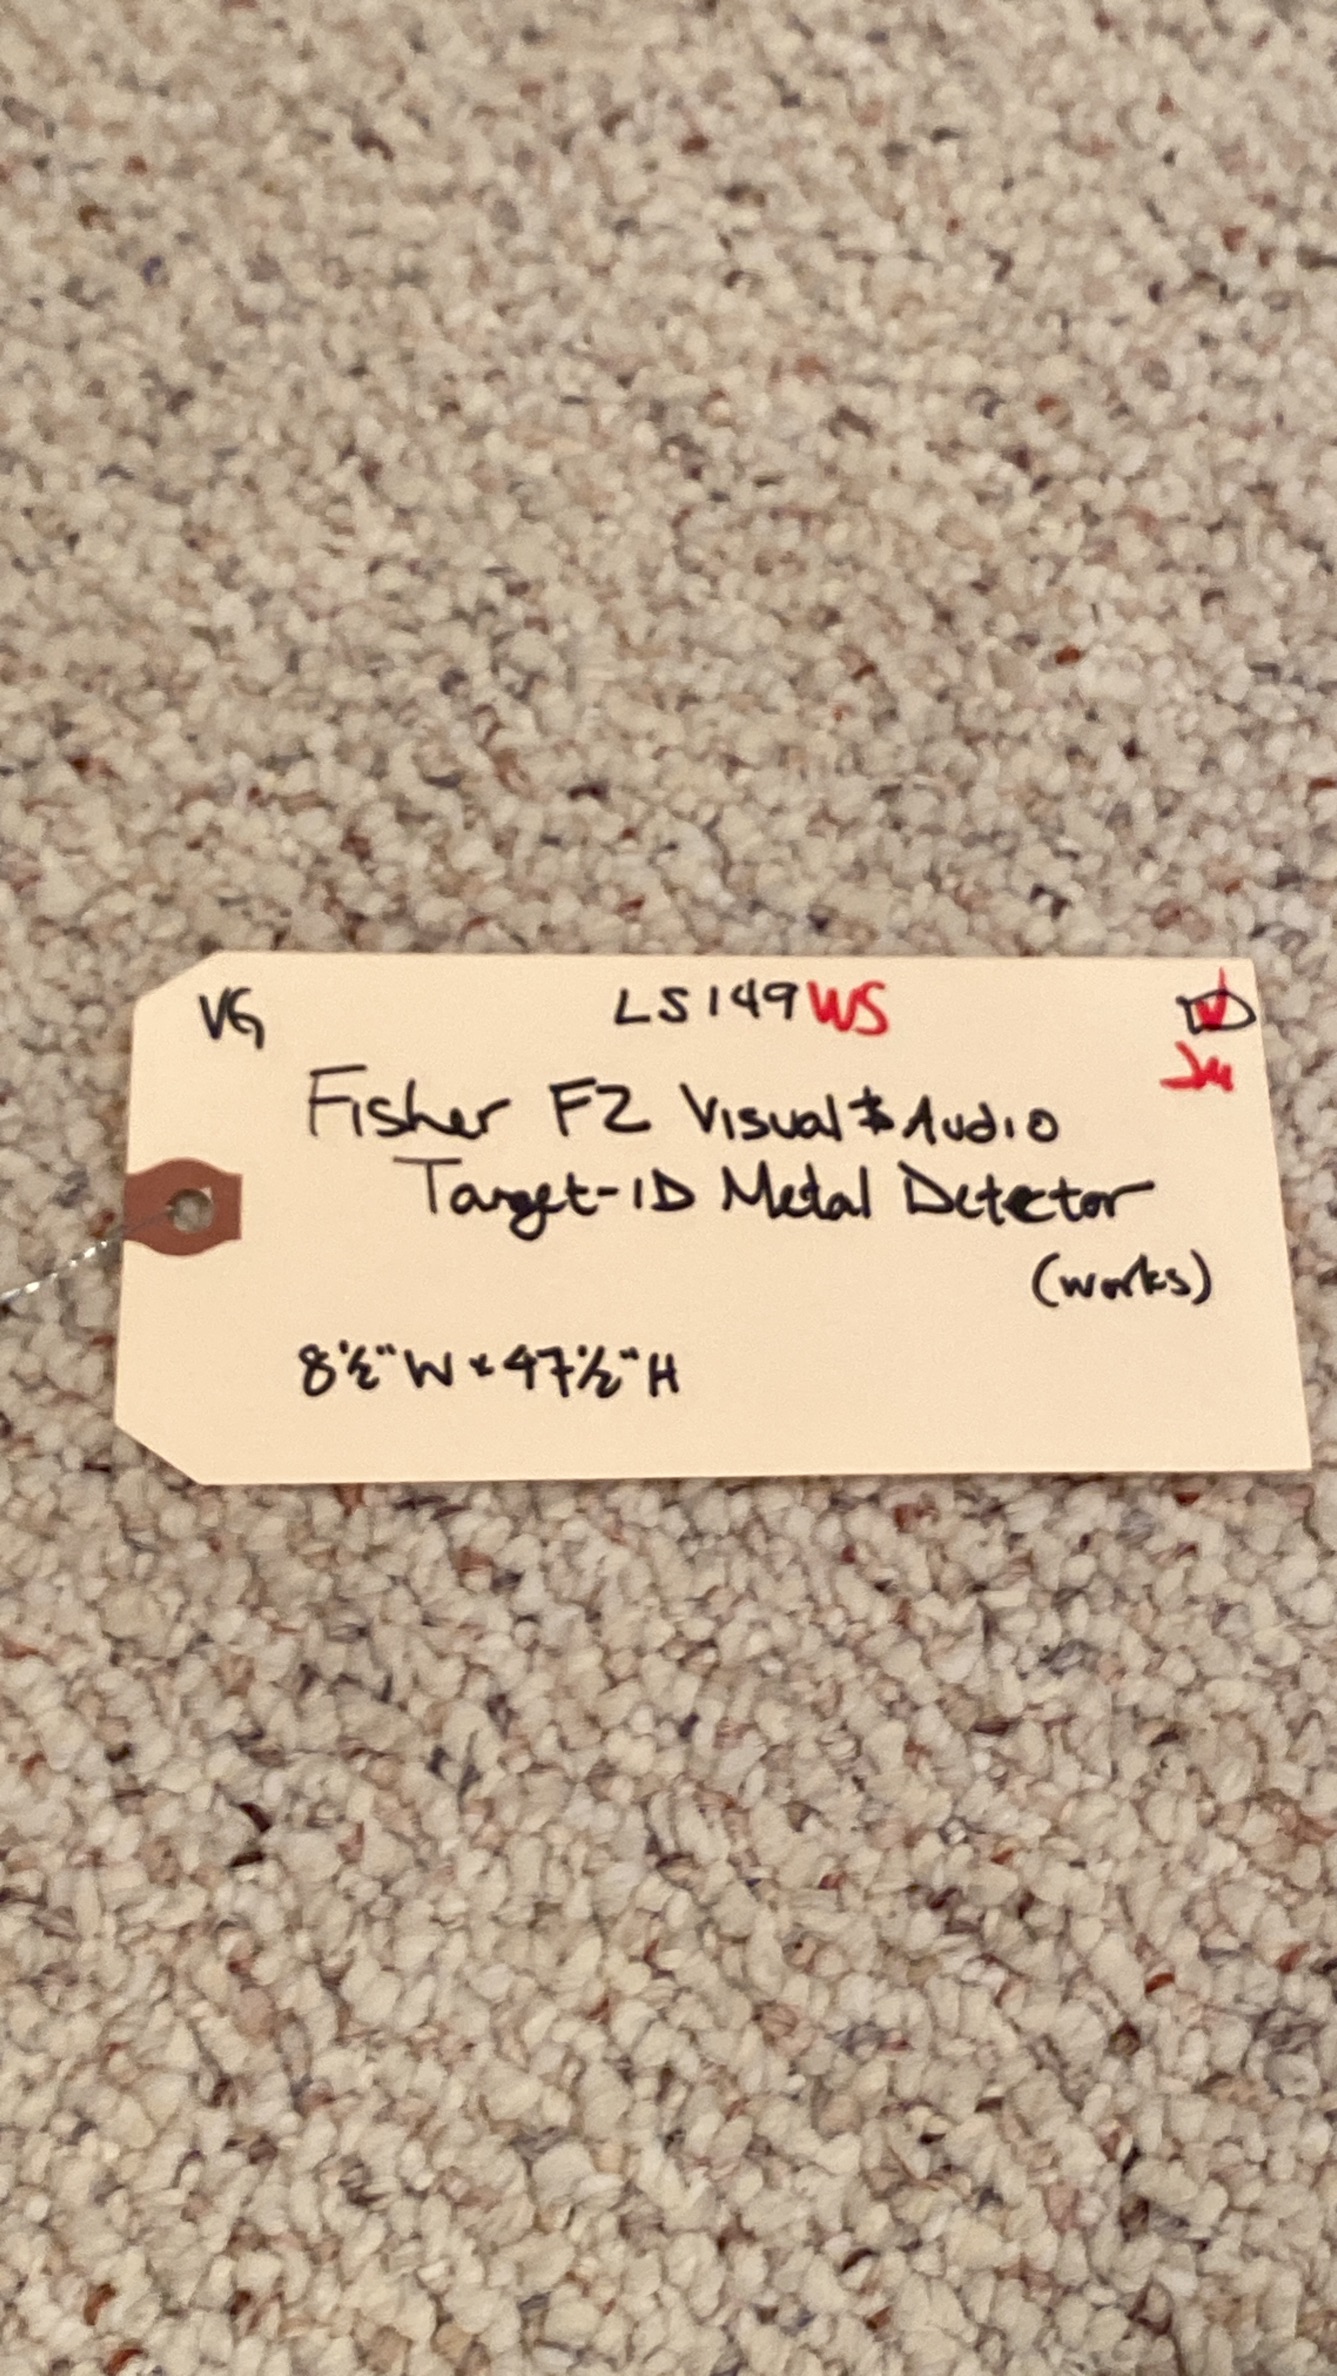 VG LS149WS
Fisher F2 Visual & Audio
Target-ID Metal Detector
(works)
8½"W x 47½"H